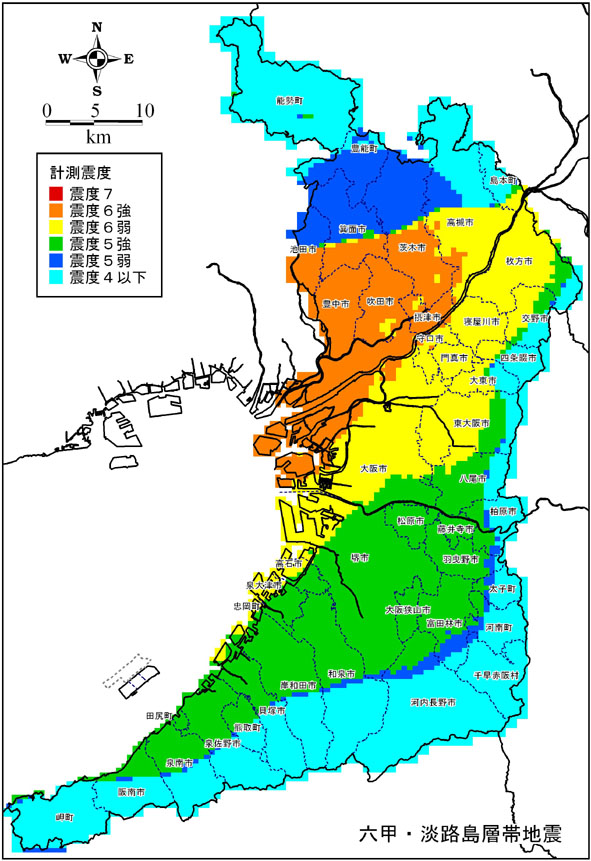 N
W E
S
0 5 10
km
計測震度
震度７
震度６強
震度６弱
震度５強
震度５弱
震度４以下
能勢町
豊能町
島本町
高槻市
箕面市
茨木市
池田市
枚方市
豊中市
吹田市
摂津市
寝屋川市
交野市
守口市
門真市
四条畷市
大東市
東大阪市
大阪市
八尾市
柏原市
松原市
藤井寺市
堺市
羽曳野市
高石市
泉大津市
太子町
忠岡町
大阪狭山市
富田林市
河南町
和泉市
千早赤阪村
岸和田市
河内長野市
貝塚市
田尻町
熊取町
泉佐野市
泉南市
阪南市
岬町
六甲・淡路島層帯地震